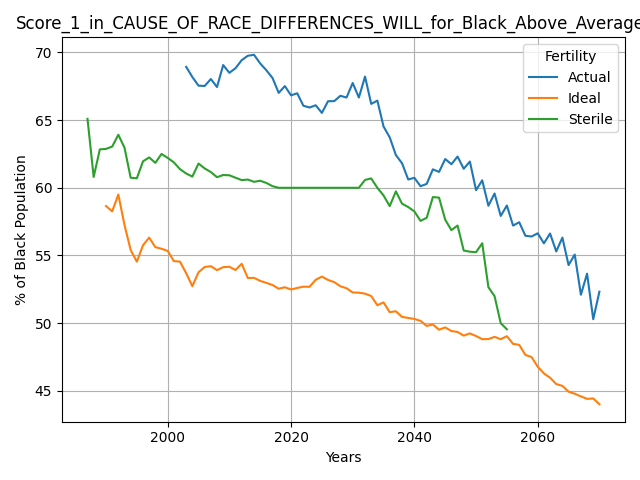 Score_1_in_CAUSE_OF_RACE_DIFFERENCES_WILL_for_Black_Above_Average
Fertility
Actual
Ideal
Sterile
% of Black Population
70
65
60
55
50
45
2000
2020
2040
2060
Years